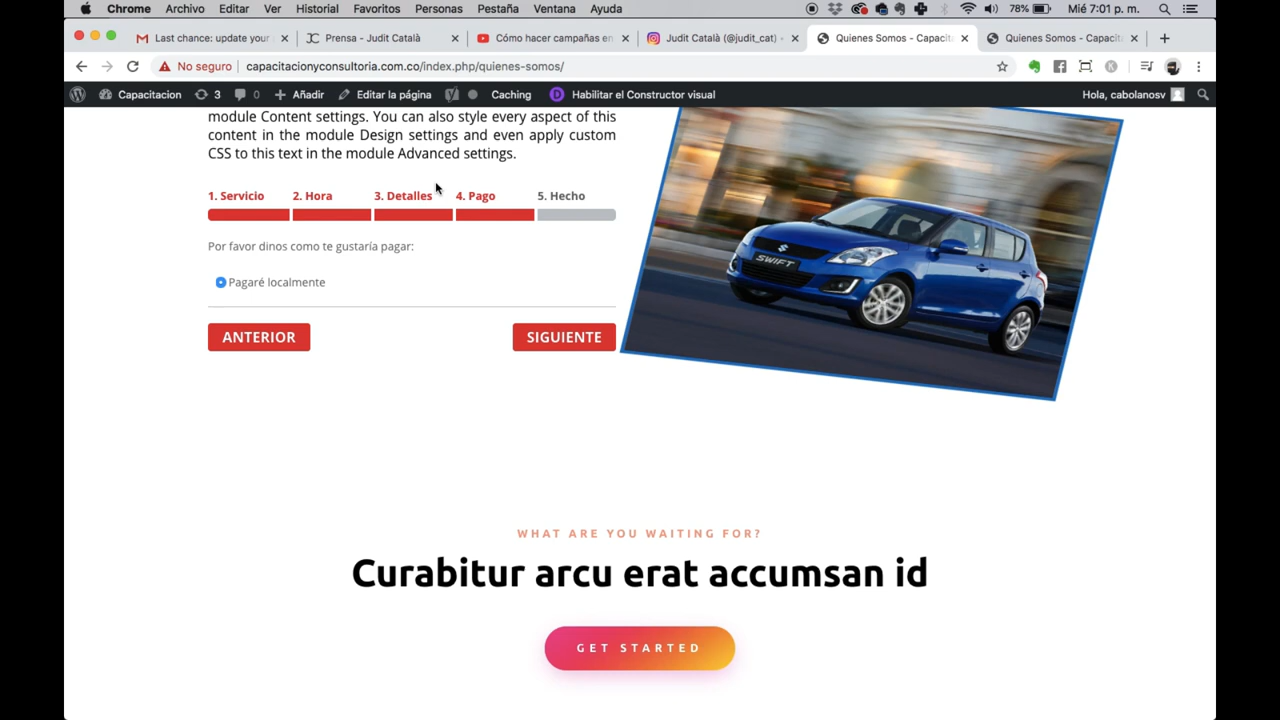 Chrome Archivo Editar Ver Historial Favoritos Personas Pestaña Ventana Ayuda 78% Mié 7:01 p. m.
Last chance: update your Prensa - Judit Català Cómo hacer campañas en Judit Català (@judit_cat) - Quienes Somos - Capacita Quienes Somos - Capacita
No seguro capacitacionyconsultoria.com.co/index.php/quienes-somos/
Capacitacion 3 0 Añadir Editar la página Caching D Habilitar el Constructor visual Hola, cabolanosv
module Content settings. You can also style every aspect of this
content in the module Design settings and even apply custom
CSS to this text in the module Advanced settings.
1. Servicio 2. Hora 3. Detalles 4. Pago 5. Hecho
Por favor dinos como te gustaría pagar:
Pagaré localmente
ANTERIOR SIGUIENTE
SWIFT
WHAT ARE YOU WAITING FOR?
Curabitur arcu erat accumsan id
GET STARTED